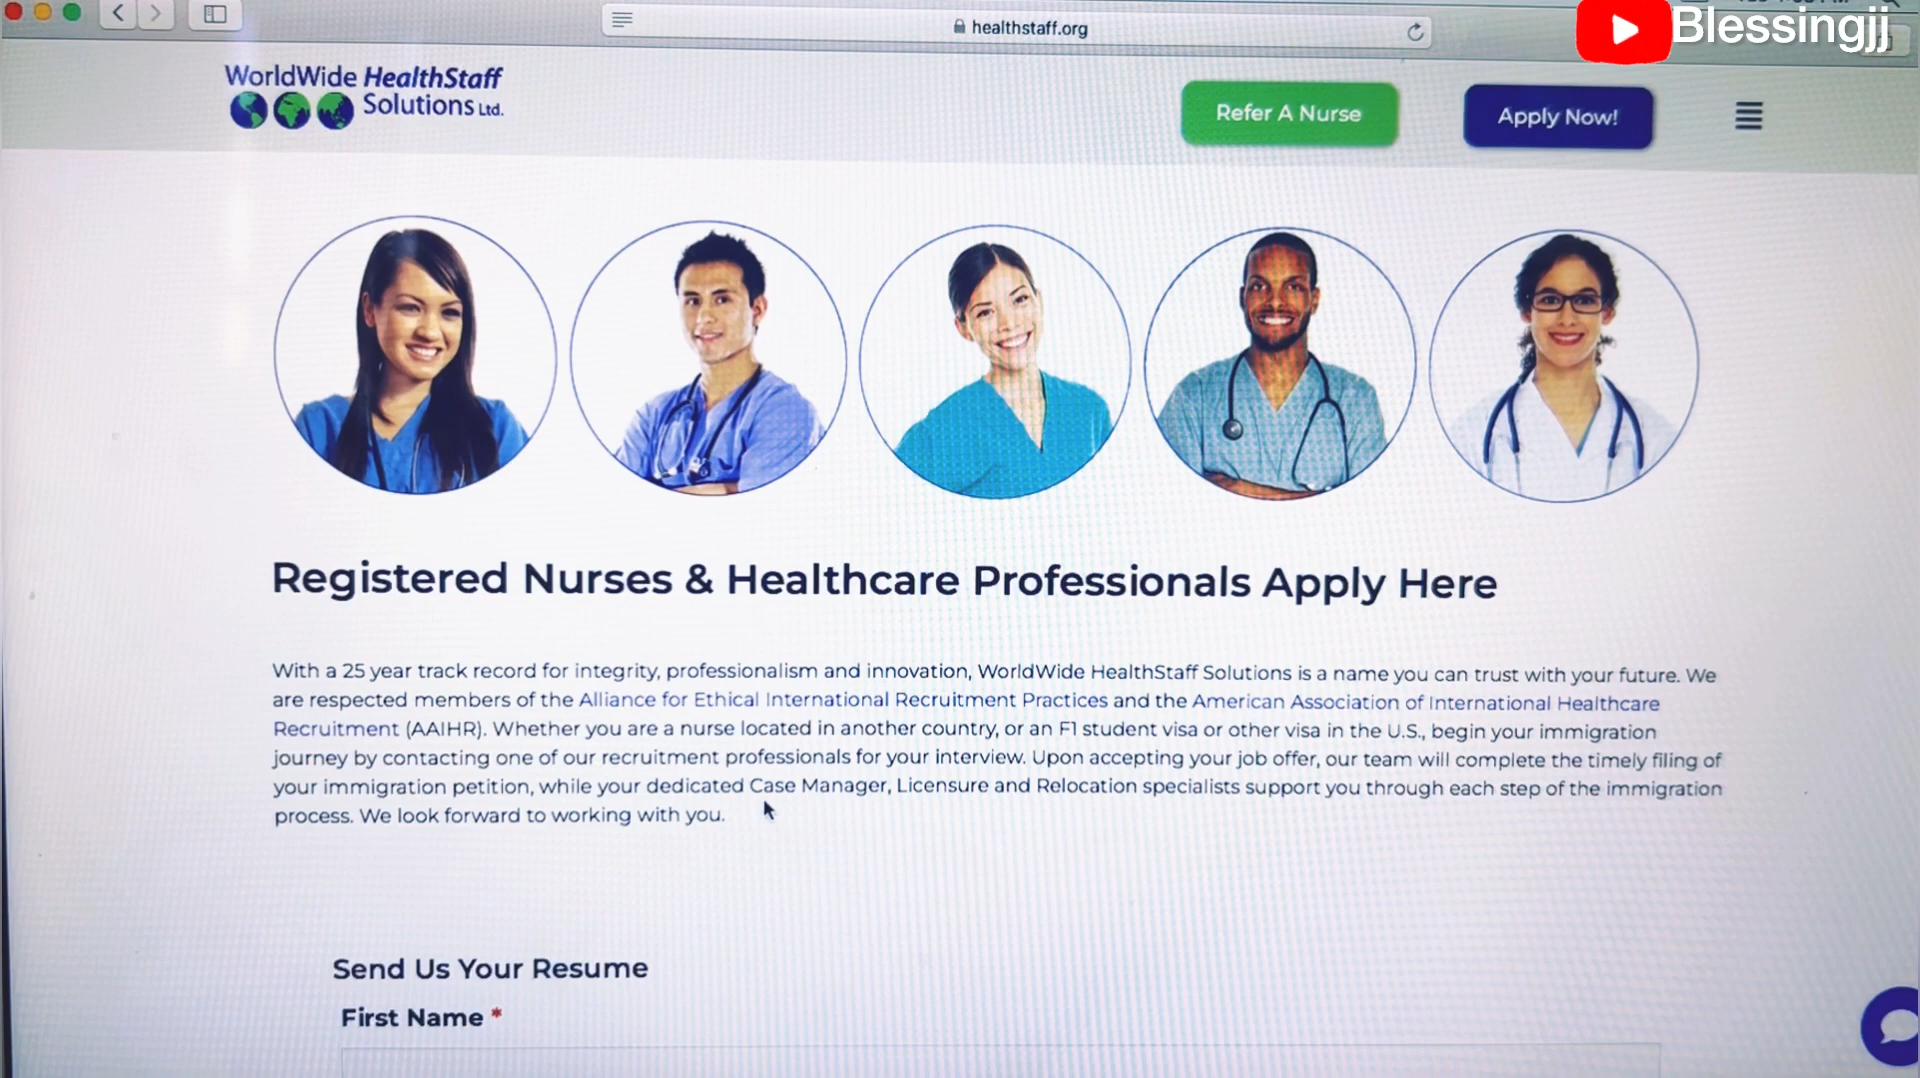 healthstaff.org
Blessingjj
WorldWide HealthStaff
Solutions Ltd.
Refer A Nurse
Apply Now!
Registered Nurses & Healthcare Professionals Apply Here
With a 25 year track record for integrity, professionalism and innovation, WorldWide HealthStaff Solutions is a name you can trust with your future. We
are respected members of the Alliance for Ethical International Recruitment Practices and the American Association of International Healthcare
Recruitment (AAIHR). Whether you are a nurse located in another country, or an F1 student visa or other visa in the U.S., begin your immigration
journey by contacting one of our recruitment professionals for your interview. Upon accepting your job offer, our team will complete the timely filing of
your immigration petition, while your dedicated Case Manager, Licensure and Relocation specialists support you through each step of the immigration
process. We look forward to working with you.
Send Us Your Resume
First Name *